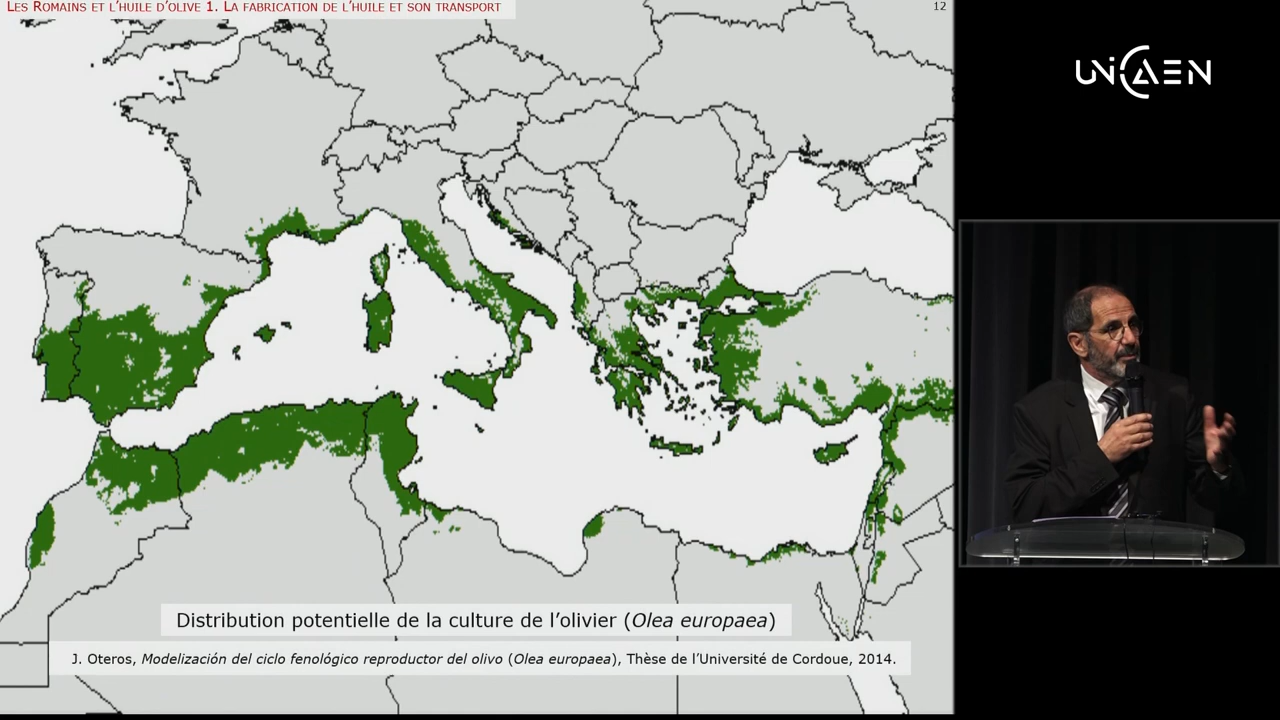 Les Romains et l'huile d'olive 1. La fabrication de l'huile et son transport
12
UNICAEN
Distribution potentielle de la culture de l'olivier (Olea europaea)
J. Oteros, Modelización del ciclo fenológico reproductor del olivo (Olea europaea), Thèse de l'Université de Cordoue, 2014.